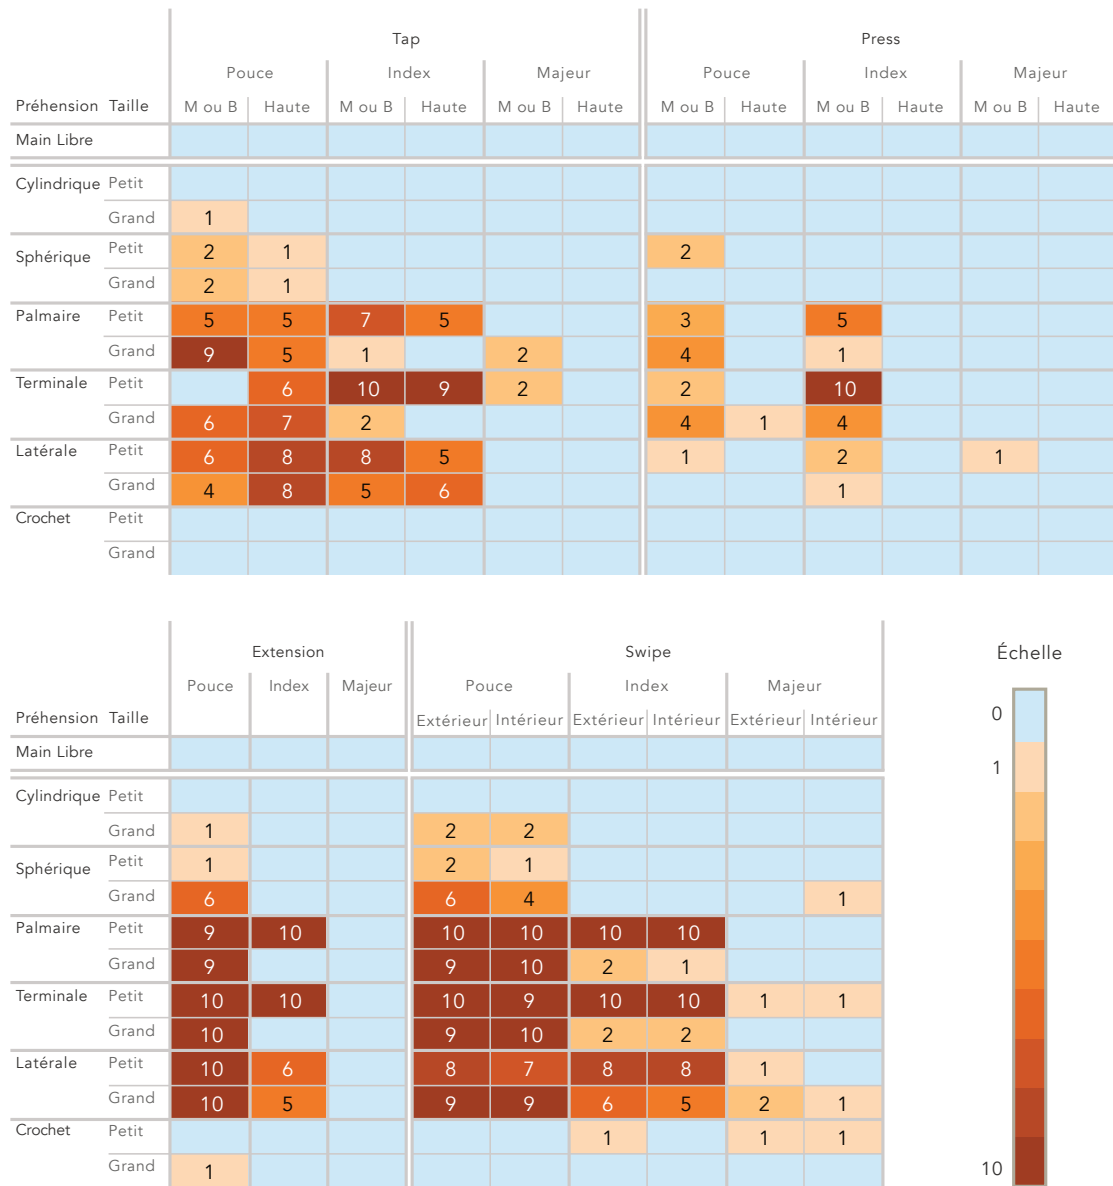 Tap Press
Pouce Index Majeur Pouce Index Majeur
Préhension Taille M ou B Haute M ou B Haute M ou B Haute M ou B Haute M ou B Haute M ou B Haute
Main Libre
Cylindrique Petit
Grand 1
Sphérique Petit 2 1 2
Grand 2 1
Palmaire Petit 5 5 7 5 3 5
Grand 9 5 1 2 4 1
Terminale Petit 6 10 9 2 2 10
Grand 6 7 2 4 1 4
Latérale Petit 6 8 8 5 1 2 1
Grand 4 8 5 6 1
Crochet Petit
Grand
Extension Swipe Échelle
Pouce Index Majeur Pouce Index Majeur
Préhension Taille Extérieur Intérieur Extérieur Intérieur Extérieur Intérieur 0
Main Libre 1
Cylindrique Petit
Grand 1 2 2
Sphérique Petit 1 2 1
Grand 6 6 4 1
Palmaire Petit 9 10 10 10 10 10
Grand 9 9 10 2 1
Terminale Petit 10 10 10 9 10 10 1 1
Grand 10 9 10 2 2
Latérale Petit 10 6 8 7 8 8 1
Grand 10 5 9 9 6 5 2 1
Crochet Petit 1 1 1
Grand 1 10